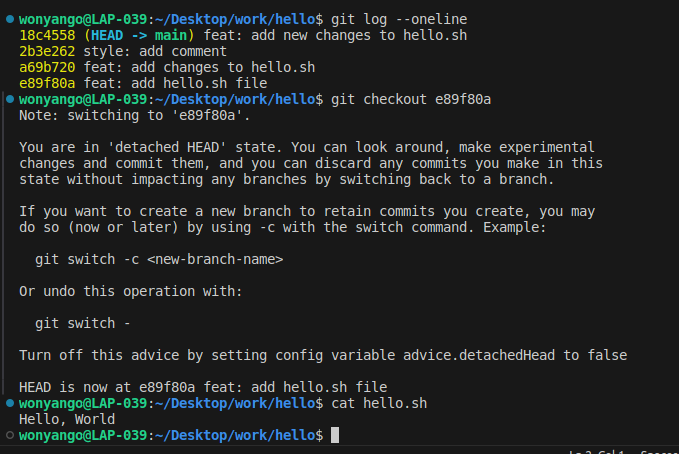 wonyango@LAP-039:~/Desktop/work/hello$ git log --oneline
18c4558 (HEAD -> main) feat: add new changes to hello.sh
2b3e262 style: add comment
a69b720 feat: add changes to hello.sh
e89f80a feat: add hello.sh file
wonyango@LAP-039:~/Desktop/work/hello$ git checkout e89f80a
Note: switching to 'e89f80a'.
You are in 'detached HEAD' state. You can look around, make experimental
changes and commit them, and you can discard any commits you make in this
state without impacting any branches by switching back to a branch.
If you want to create a new branch to retain commits you create, you may
do so (now or later) by using -c with the switch command. Example:
git switch -c <new-branch-name>
Or undo this operation with:
git switch -
Turn off this advice by setting config variable advice.detachedHead to false
HEAD is now at e89f80a feat: add hello.sh file
wonyango@LAP-039:~/Desktop/work/hello$ cat hello.sh
Hello, World
wonyango@LAP-039:~/Desktop/work/hello$